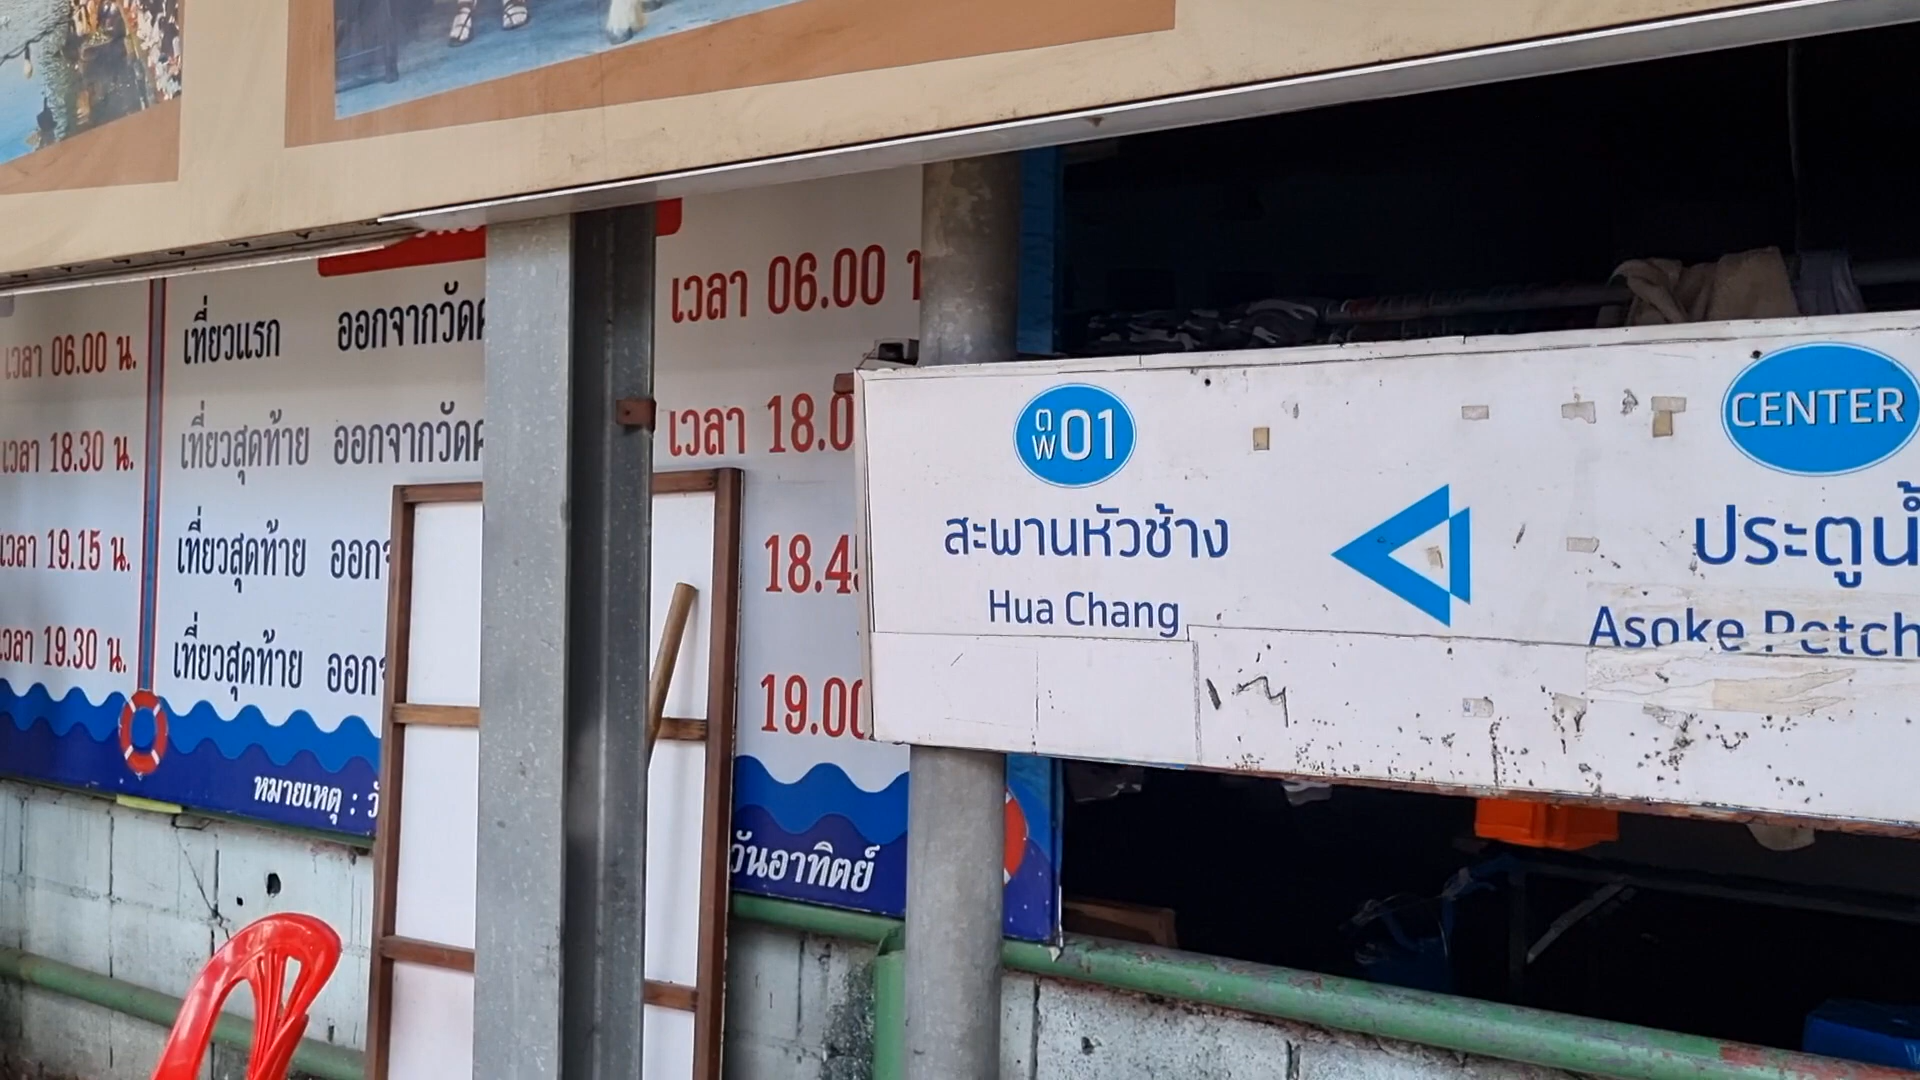 เวลา 06.00 น.
เวลา 18.30 น.
เวลา 19.15 น.
เวลา 19.30 น.
เที่ยวแรก ออกจากวัด
เที่ยวสุดท้าย ออกจากวัด
เที่ยวสุดท้าย
เที่ยวสุดท้าย
หมายเหตุ :
เวลา 06.00
เวลา 18.0
18.4
19.00
วันอาทิตย์
ตW01
สะพานหัวช้าง
Hua Chang
CENTER
ประตูน้ำ
Asoke Petch